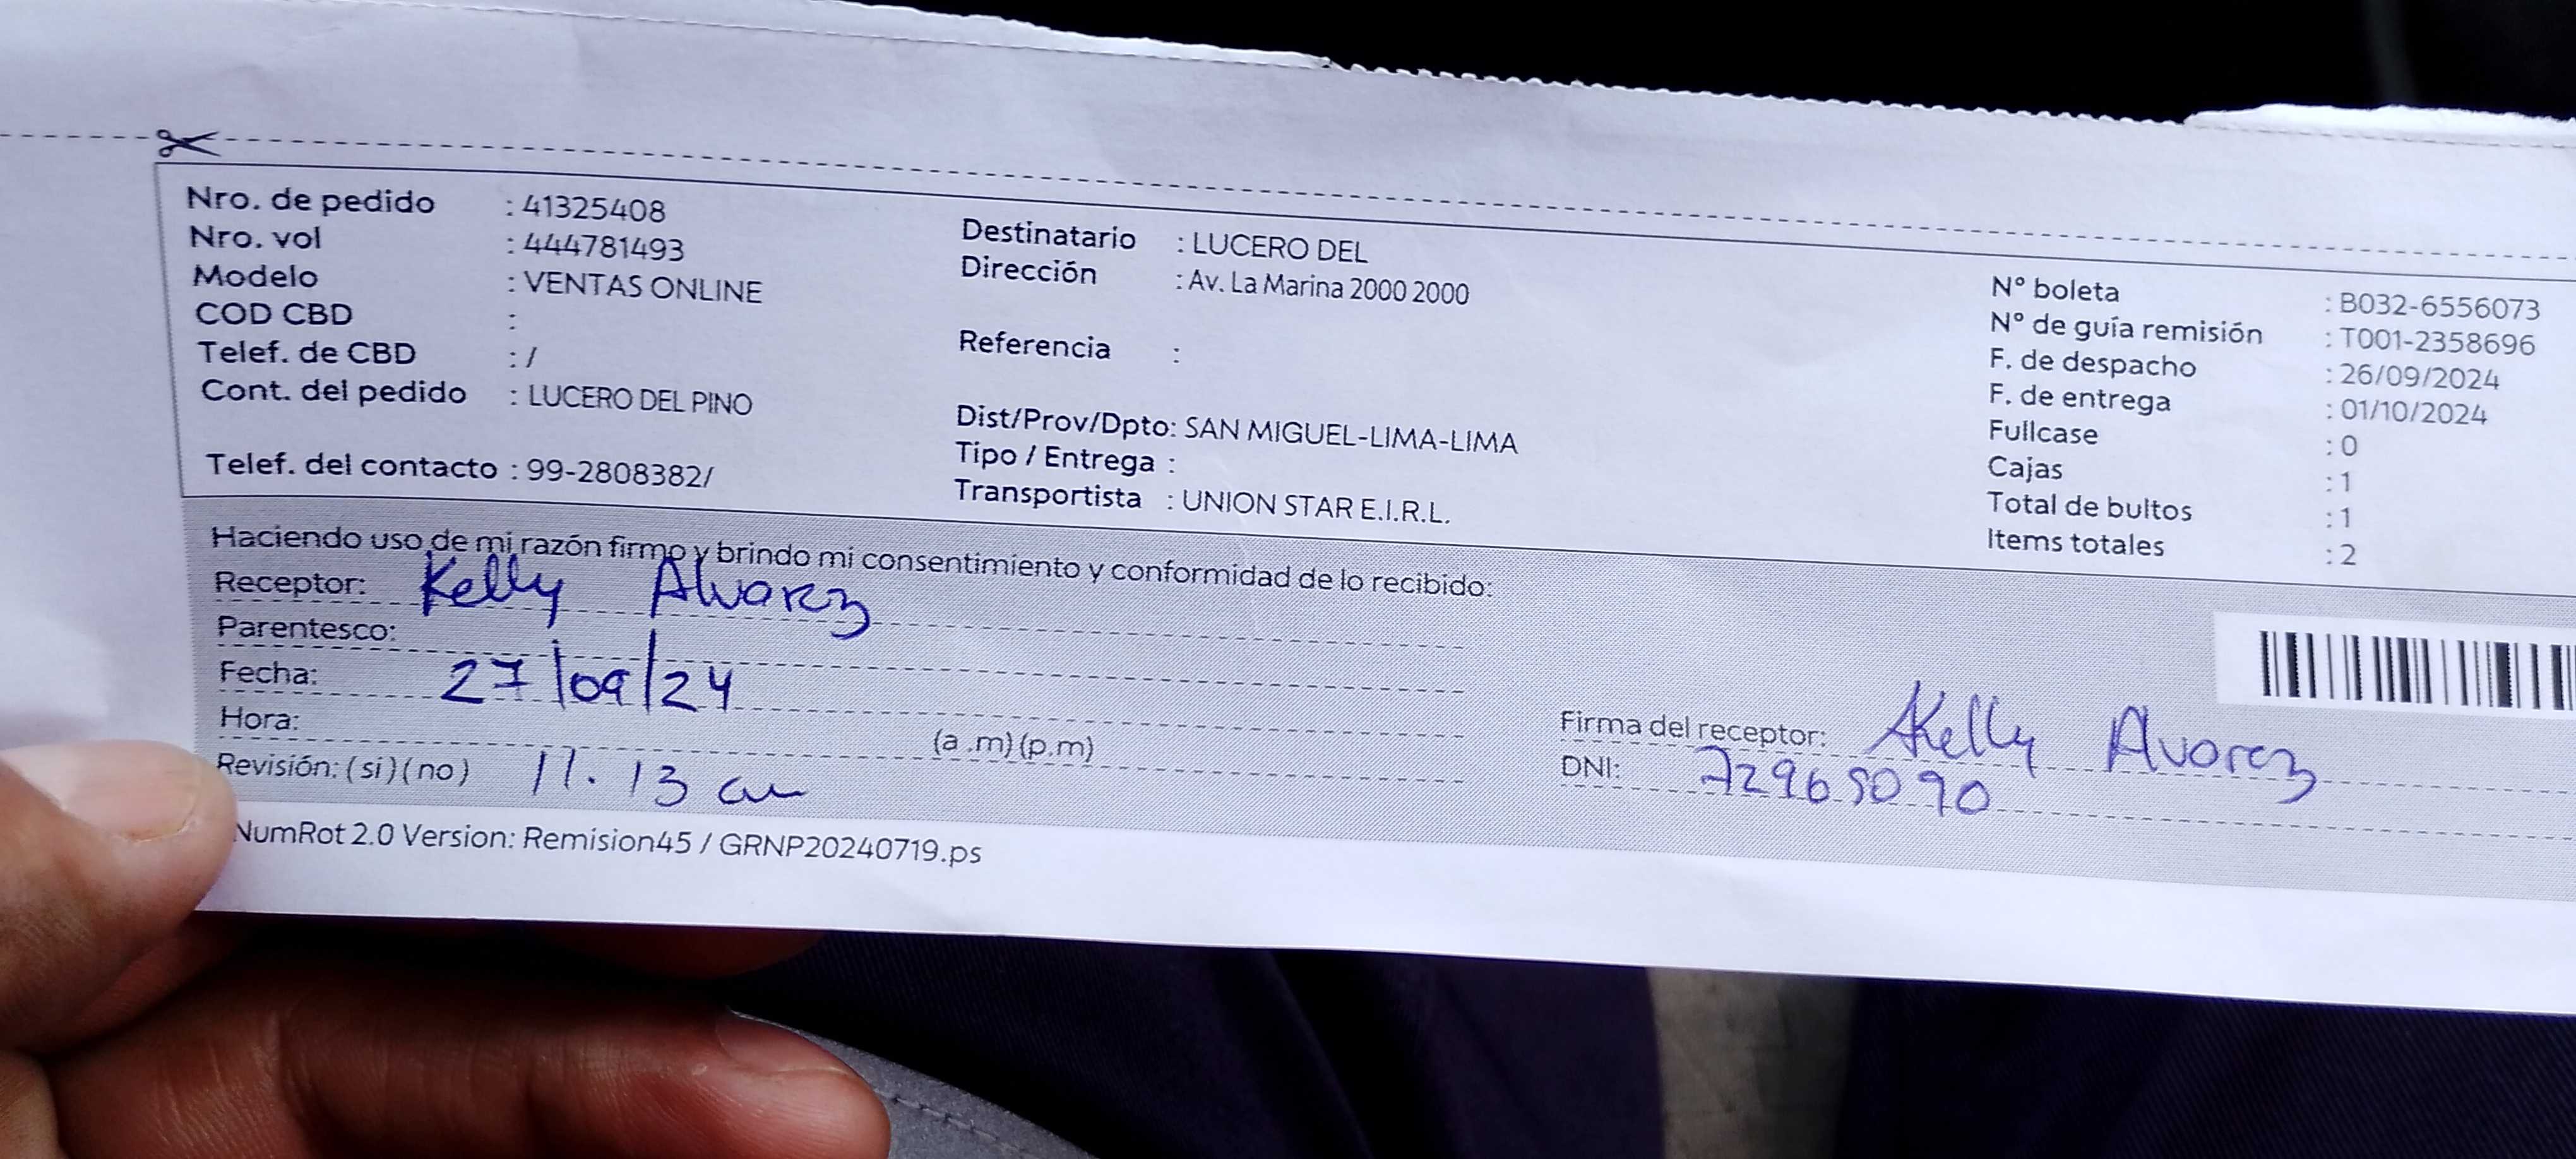 Nro. de pedido : 41325408
Nro. vol : 444781493
Modelo : VENTAS ONLINE
COD CBD :
Telef. de CBD : /
Cont. del pedido : LUCERO DEL PINO
Telef. del contacto : 99-2808382/
Destinatario : LUCERO DEL
Dirección : Av. La Marina 2000 2000
Referencia :
Dist/Prov/Dpto: SAN MIGUEL-LIMA-LIMA
Tipo / Entrega :
Transportista : UNION STAR E.I.R.L.
N° boleta : B032-6556073
N° de guía remisión : T001-2358696
F. de despacho : 26/09/2024
F. de entrega : 01/10/2024
Fullcase : 0
Cajas : 1
Total de bultos : 1
Items totales : 2
Haciendo uso de mi razón firmo y brindo mi consentimiento y conformidad de lo recibido:
Receptor: Kelly Alvarez
Parentesco:
Fecha: 27/09/24
Hora: (a .m) (p.m)
Revisión: (si) (no) 11.13 am
Firma del receptor: Kelly Alvarez
DNI: 72965090
NumRot 2.0 Version: Remision45 / GRNP20240719.ps